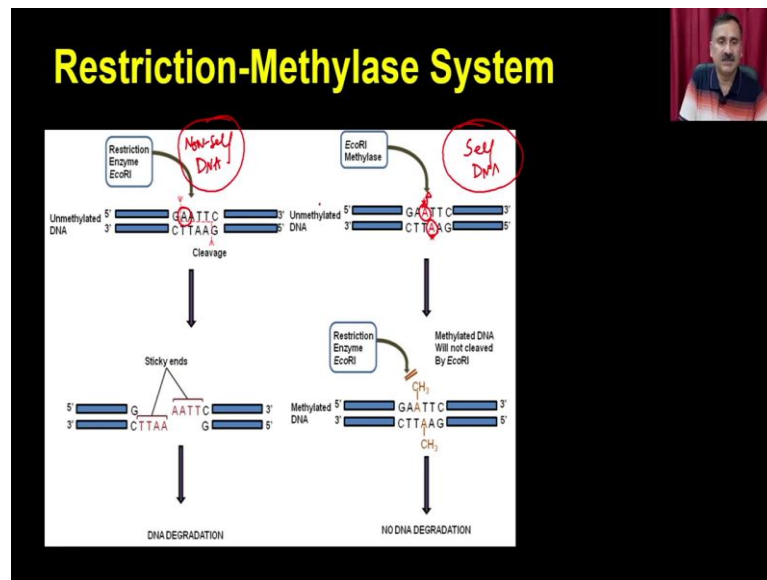 Restriction-Methylase System
Restriction
Enzyme
EcoRI
Non-Self
DNA
Unmethylated
DNA
5'
GAATTC
3'
3'
CTTAAG
5'
Cleavage
Sticky ends
5'
G
AATTC
3'
3'
CTTAA
G
5'
DNA DEGRADATION
EcoRI
Methylase
Self
DNA
Unmethylated
DNA
5'
GAATTC
3'
3'
CTTAAG
5'
Restriction
Enzyme
EcoRI
Methylated DNA
Will not cleaved
By EcoRI
CH3
Methylated
DNA
5'
GAATTC
3'
3'
CTTAAG
5'
CH3
NO DNA DEGRADATION